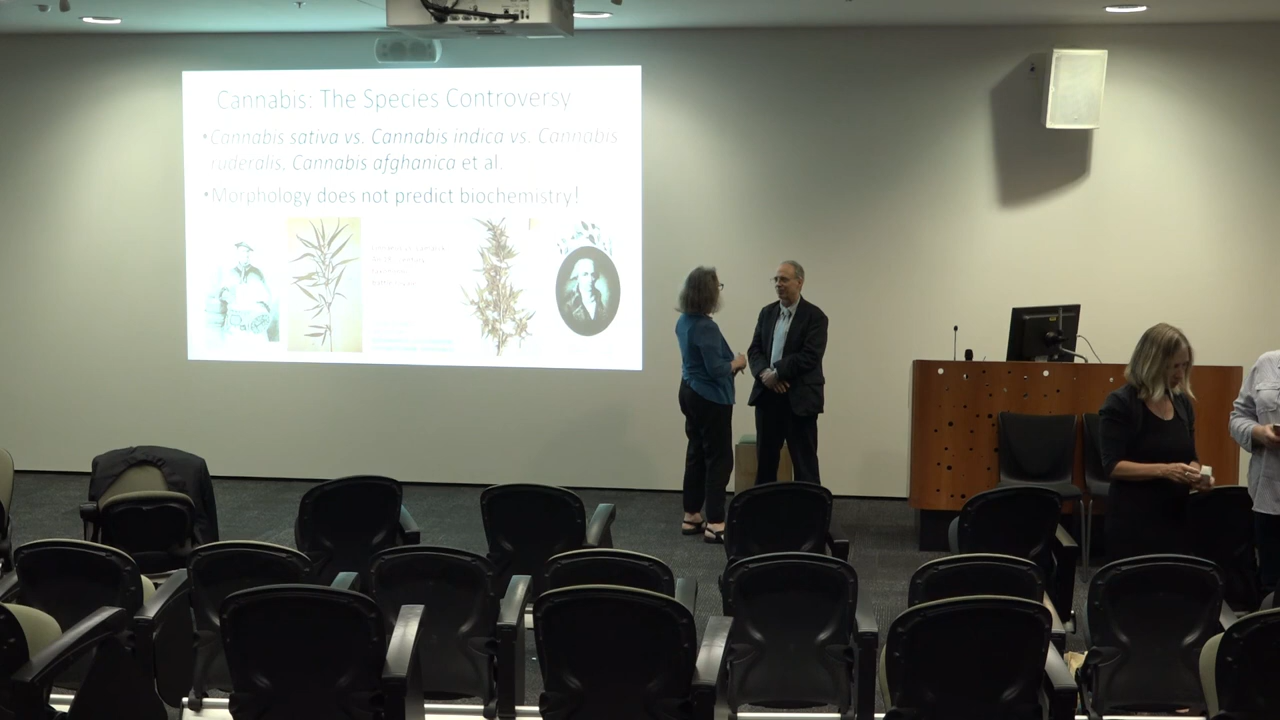 Cannabis: The Species Controversy
•Cannabis sativa vs. Cannabis indica vs. Cannabis
ruderalis, Cannabis afghanica et al.
•Morphology does not predict biochemistry!